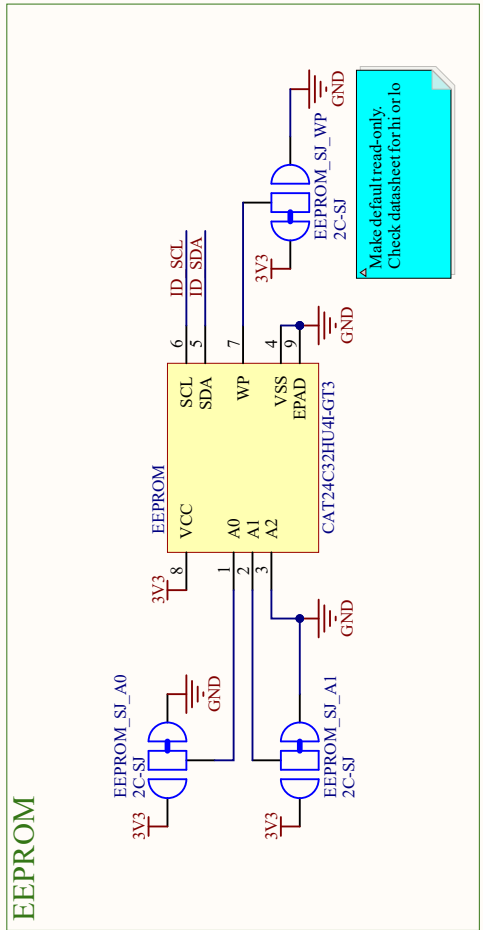 EEPROM
EEPROM_SJ_A0
2C-SJ
3V3
GND
EEPROM_SJ_A1
2C-SJ
3V3
GND
3V3
EEPROM
8
VCC
1
A0
2
A1
3
A2
SCL
6
ID_SCL
SDA
5
ID_SDA
WP
7
VSS
4
EPAD
9
CAT24C32HU4I-GT3
GND
3V3
EEPROM_SJ_WP
2C-SJ
GND
Make default read-only.
Check datasheet for hi or lo